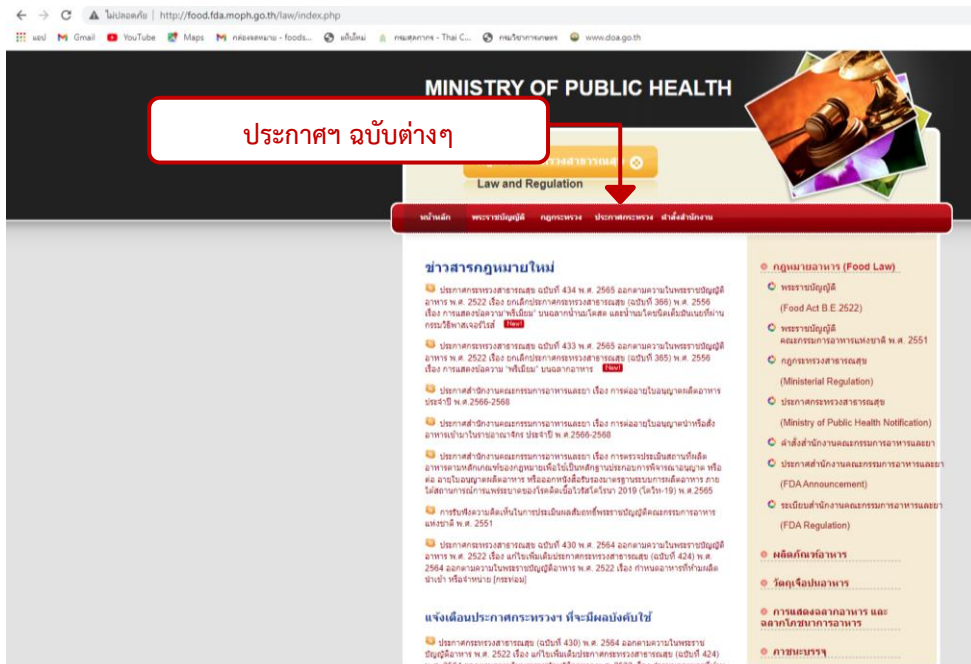 ไม่ปลอดภัย | http://food.fda.moph.go.th/law/index.php
แอป Gmail YouTube Maps กล่องจดหมาย - foods... แท็บใหม่ กรมศุลกากร - Thai C... กรมวิชาการเกษตร www.doa.go.th
MINISTRY OF PUBLIC HEALTH
ประกาศฯ ฉบับต่างๆ
กระทรวงสาธารณสุข
Law and Regulation
หน้าหลัก พระราชบัญญัติ กฎกระทรวง ประกาศกระทรวง คำสั่งสำนักงาน
ข่าวสารกฎหมายใหม่
ประกาศกระทรวงสาธารณสุข ฉบับที่ 434 พ.ศ. 2565 ออกตามความในพระราชบัญญัติ
อาหาร พ.ศ. 2522 เรื่อง ยกเลิกประกาศกระทรวงสาธารณสุข (ฉบับที่ 366) พ.ศ. 2556
เรื่อง การแสดงข้อความ"พรีเมียม" บนฉลากน้ำนมโคสด และน้ำนมโคชนิดเต็มมันเนยที่ผ่าน
กรรมวิธีพาสเจอร์ไรส์ New!
ประกาศกระทรวงสาธารณสุข ฉบับที่ 433 พ.ศ. 2565 ออกตามความในพระราชบัญญัติ
อาหาร พ.ศ. 2522 เรื่อง ยกเลิกประกาศกระทรวงสาธารณสุข (ฉบับที่ 365) พ.ศ. 2556
เรื่อง การแสดงข้อความ "พรีเมียม" บนฉลากอาหาร New!
ประกาศสำนักงานคณะกรรมการอาหารและยา เรื่อง การต่ออายุใบอนุญาตผลิตอาหาร
ประจำปี พ.ศ.2566-2568
ประกาศสำนักงานคณะกรรมการอาหารและยา เรื่อง การต่ออายุใบอนุญาตนำหรือสั่ง
อาหารเข้ามาในราชอาณาจักร ประจำปี พ.ศ.2566-2568
ประกาศสำนักงานคณะกรรมการอาหารและยา เรื่อง การตรวจประเมินสถานที่ผลิต
อาหารตามหลักเกณฑ์ของกฎหมายเพื่อใช้เป็นหลักฐานประกอบการพิจารณาอนุญาต หรือ
ต่อ อายุใบอนุญาตผลิตอาหาร หรือออกหนังสือรับรองมาตรฐานระบบการผลิตอาหาร ภาย
ใต้สถานการณ์การแพร่ระบาดของโรคติดเชื้อไวรัสโคโรนา 2019 (โควิท-19) พ.ศ.2565
การรับฟังความคิดเห็นในการประเมินผลสัมฤทธิ์พระราชบัญญัติคณะกรรมการอาหาร
แห่งชาติ พ.ศ. 2551
ประกาศกระทรวงสาธารณสุข ฉบับที่ 430 พ.ศ. 2564 ออกตามความในพระราชบัญญัติ
อาหาร พ.ศ. 2522 เรื่อง แก้ไขเพิ่มเติมประกาศกระทรวงสาธารณสุข (ฉบับที่ 424) พ.ศ.
2564 ออกตามความในพระราชบัญญัติอาหาร พ.ศ. 2522 เรื่อง กำหนดอาหารที่ห้ามผลิต
นำเข้า หรือจำหน่าย [กระท่อม]
แจ้งเตือนประกาศกระทรวงฯ ที่จะมีผลบังคับใช้
ประกาศกระทรวงสาธารณสุข (ฉบับที่ 430) พ.ศ. 2564 ออกตามความในพระราช
บัญญัติอาหาร พ.ศ. 2522 เรื่อง แก้ไขเพิ่มเติมประกาศกระทรวงสาธารณสุข (ฉบับที่ 424)
กฎหมายอาหาร (Food Law)
พระราชบัญญัติ
(Food Act B.E.2522)
พระราชบัญญัติ
คณะกรรมการอาหารแห่งชาติ พ.ศ. 2551
กฎกระทรวงสาธารณสุข
(Ministerial Regulation)
ประกาศกระทรวงสาธารณสุข
(Ministry of Public Health Notification)
คำสั่งสำนักงานคณะกรรมการอาหารและยา
ประกาศสำนักงานคณะกรรมการอาหารและยา
(FDA Announcement)
ระเบียบสำนักงานคณะกรรมการอาหารและยา
(FDA Regulation)
ผลิตภัณฑ์อาหาร
วัตถุเจือปนอาหาร
การแสดงฉลากอาหาร และ
ฉลากโภชนาการอาหาร
ภาชนะบรรจุ